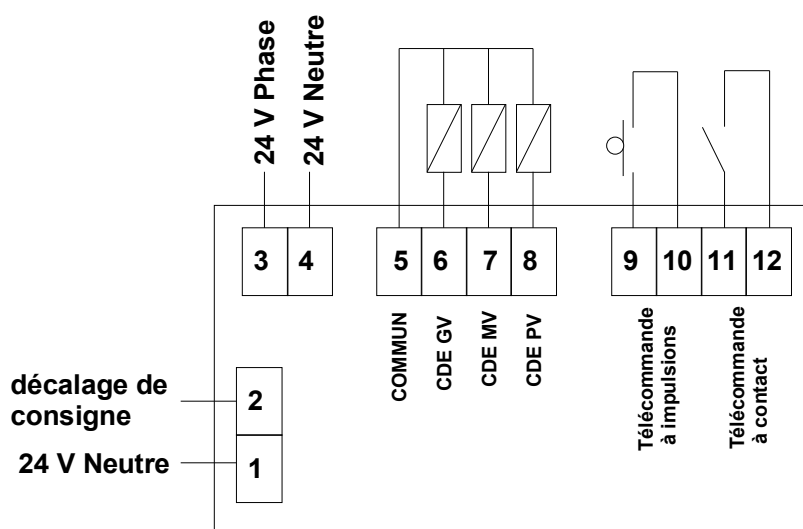 24 V Phase
24 V Neutre
3
4
5
6
7
8
9
10
11
12
COMMUN
CDE GV
CDE MV
CDE PV
Télécommande
à impulsions
Télécommande
à contact
décalage de
consigne
2
24 V Neutre
1